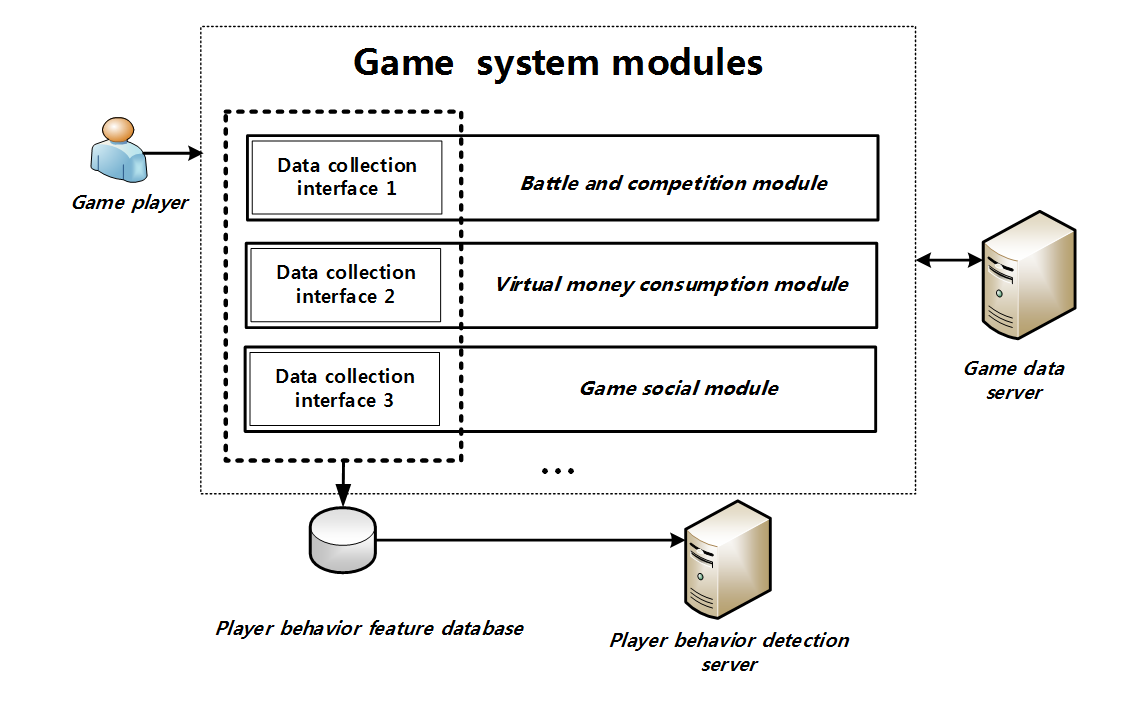 Game system modules
Data collection
interface 1
Battle and competition module
Game player
Data collection
interface 2
Virtual money consumption module
Data collection
interface 3
Game social module
Game data
server
...
Player behavior feature database
Player behavior detection
server